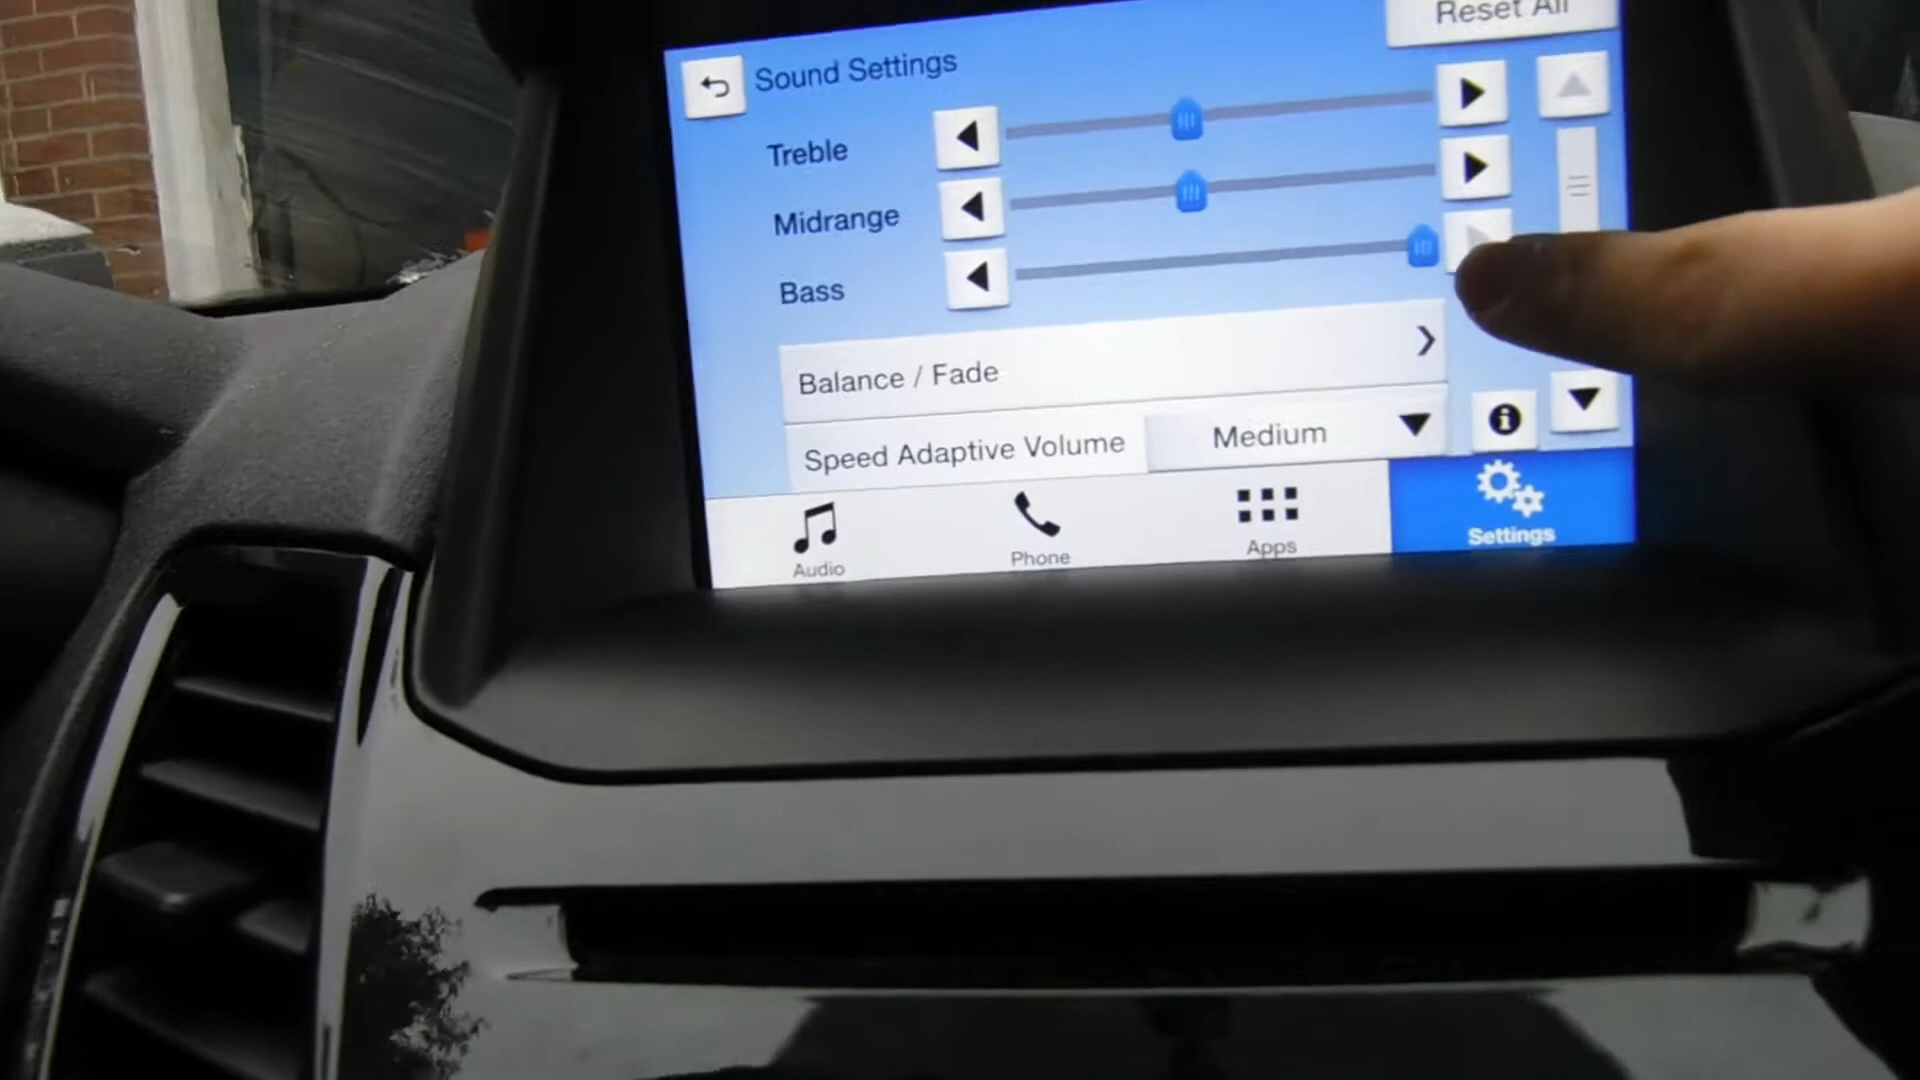 Reset All
Sound Settings
Treble
Midrange
Bass
Balance / Fade
Speed Adaptive Volume
Medium
Audio
Phone
Apps
Settings